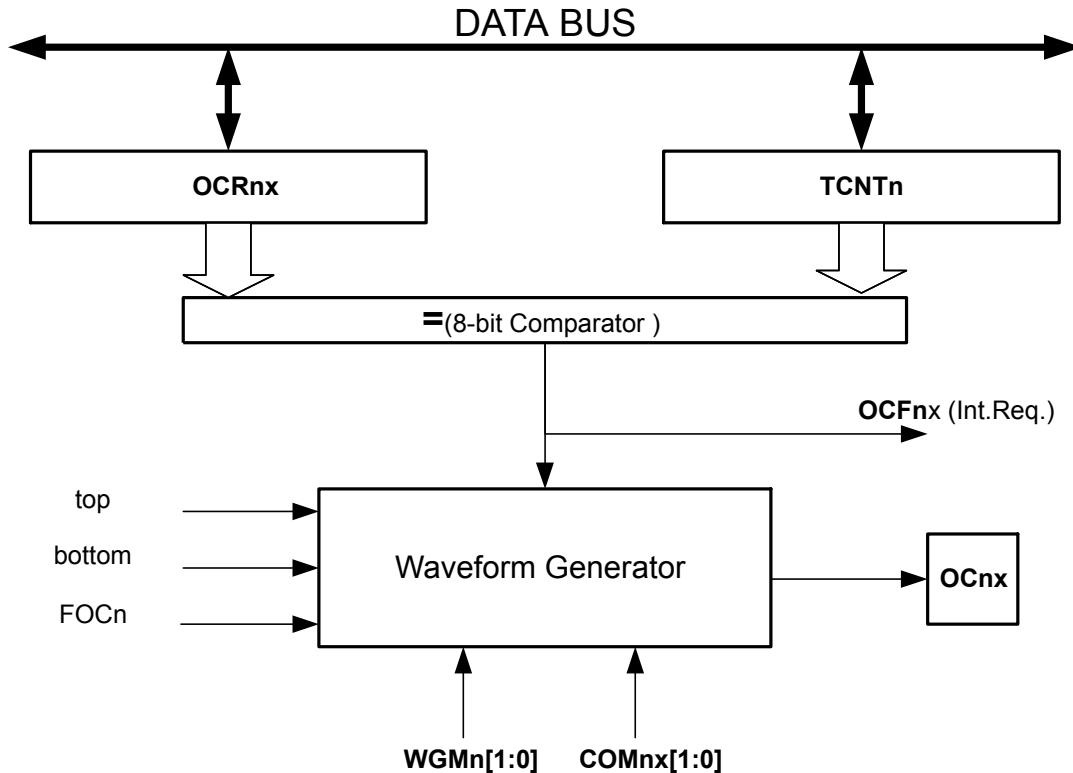 DATA BUS
OCRnx
TCNTn
=(8-bit Comparator )
OCFnx (Int.Req.)
top
bottom
FOCn
Waveform Generator
OCnx
WGMn[1:0]
COMnx[1:0]